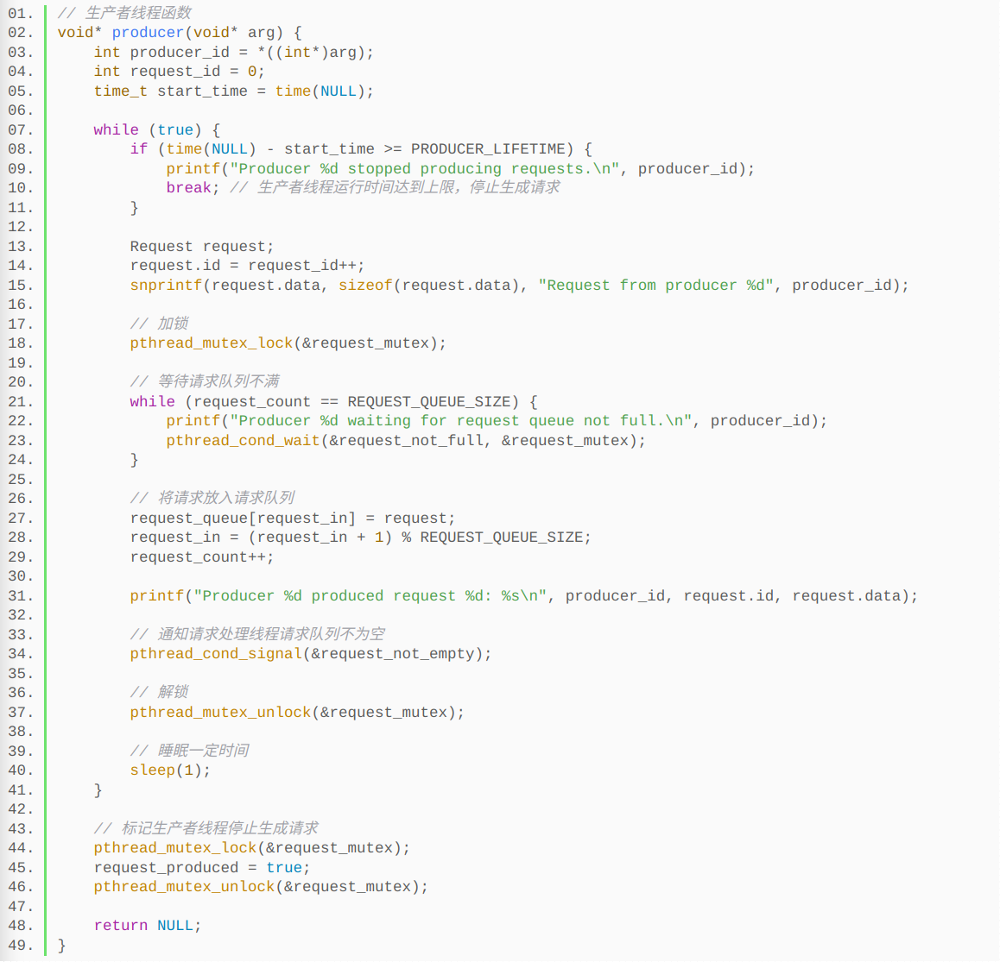 01. // 生产者线程函数
02. void* producer(void* arg) {
03.     int producer_id = *((int*)arg);
04.     int request_id = 0;
05.     time_t start_time = time(NULL);
06.
07.     while (true) {
08.         if (time(NULL) - start_time >= PRODUCER_LIFETIME) {
09.             printf("Producer %d stopped producing requests.\n", producer_id);
10.             break; // 生产者线程运行时间达到上限，停止生成请求
11.         }
12.
13.         Request request;
14.         request.id = request_id++;
15.         snprintf(request.data, sizeof(request.data), "Request from producer %d", producer_id);
16.
17.         // 加锁
18.         pthread_mutex_lock(&request_mutex);
19.
20.         // 等待请求队列不满
21.         while (request_count == REQUEST_QUEUE_SIZE) {
22.             printf("Producer %d waiting for request queue not full.\n", producer_id);
23.             pthread_cond_wait(&request_not_full, &request_mutex);
24.         }
25.
26.         // 将请求放入请求队列
27.         request_queue[request_in] = request;
28.         request_in = (request_in + 1) % REQUEST_QUEUE_SIZE;
29.         request_count++;
30.
31.         printf("Producer %d produced request %d: %s\n", producer_id, request.id, request.data);
32.
33.         // 通知请求处理线程请求队列不为空
34.         pthread_cond_signal(&request_not_empty);
35.
36.         // 解锁
37.         pthread_mutex_unlock(&request_mutex);
38.
39.         // 睡眠一定时间
40.         sleep(1);
41.     }
42.
43.     // 标记生产者线程停止生成请求
44.     pthread_mutex_lock(&request_mutex);
45.     request_produced = true;
46.     pthread_mutex_unlock(&request_mutex);
47.
48.     return NULL;
49. }